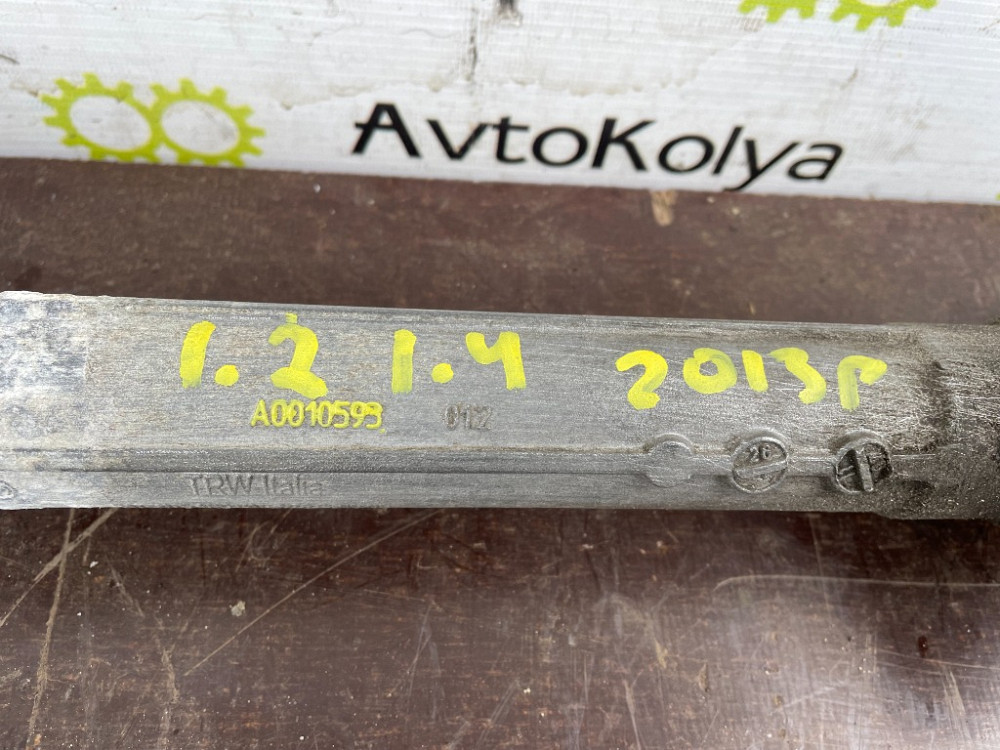 AvtoKolya
1.2 1.4 2013р
A0010593 012
TRW Italia
26